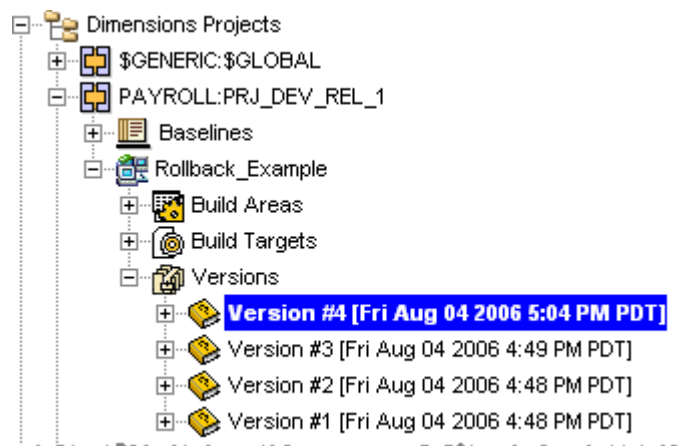 Dimensions Projects
$GENERIC:$GLOBAL
PAYROLL:PRJ_DEV_REL_1
Baselines
Rollback_Example
Build Areas
Build Targets
Versions
Version #4 [Fri Aug 04 2006 5:04 PM PDT]
Version #3 [Fri Aug 04 2006 4:49 PM PDT]
Version #2 [Fri Aug 04 2006 4:48 PM PDT]
Version #1 [Fri Aug 04 2006 4:48 PM PDT]